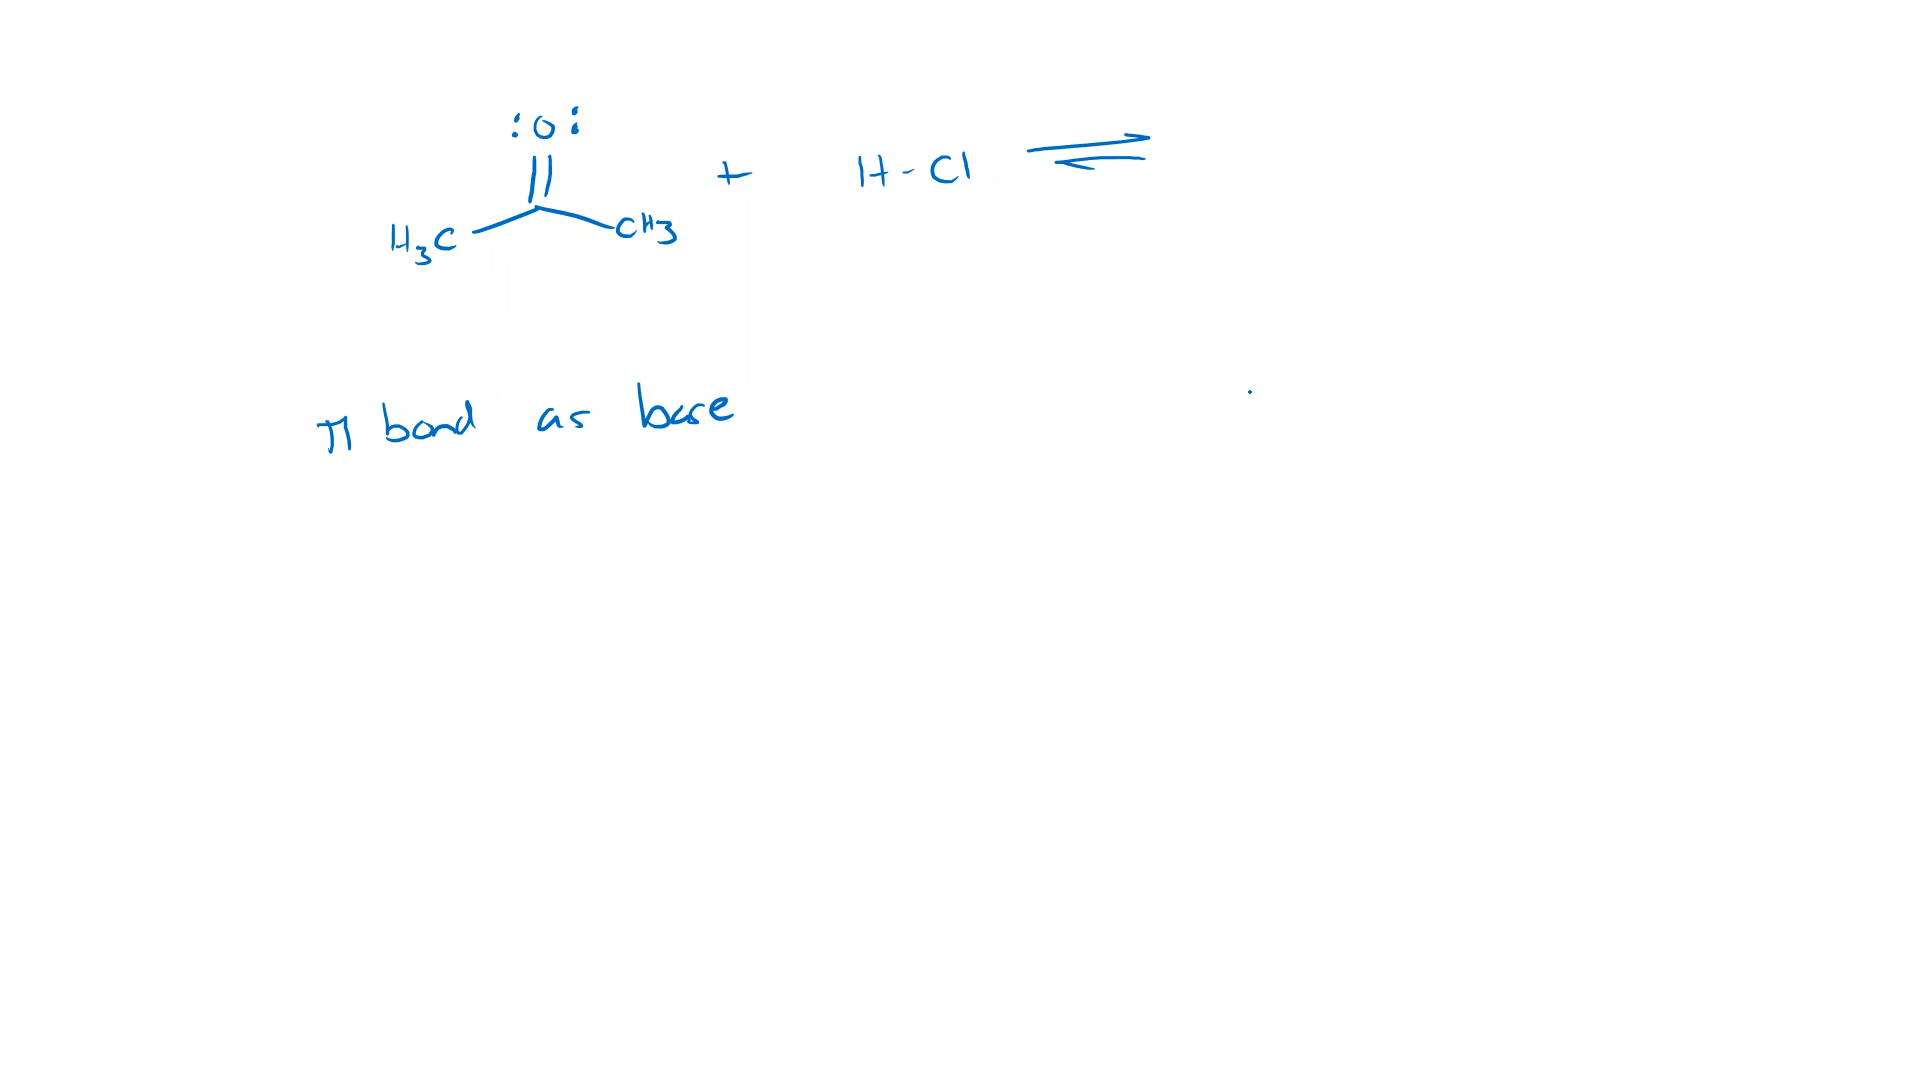 :O:
H3C CH3 + H-Cl ⇌
π bond as base